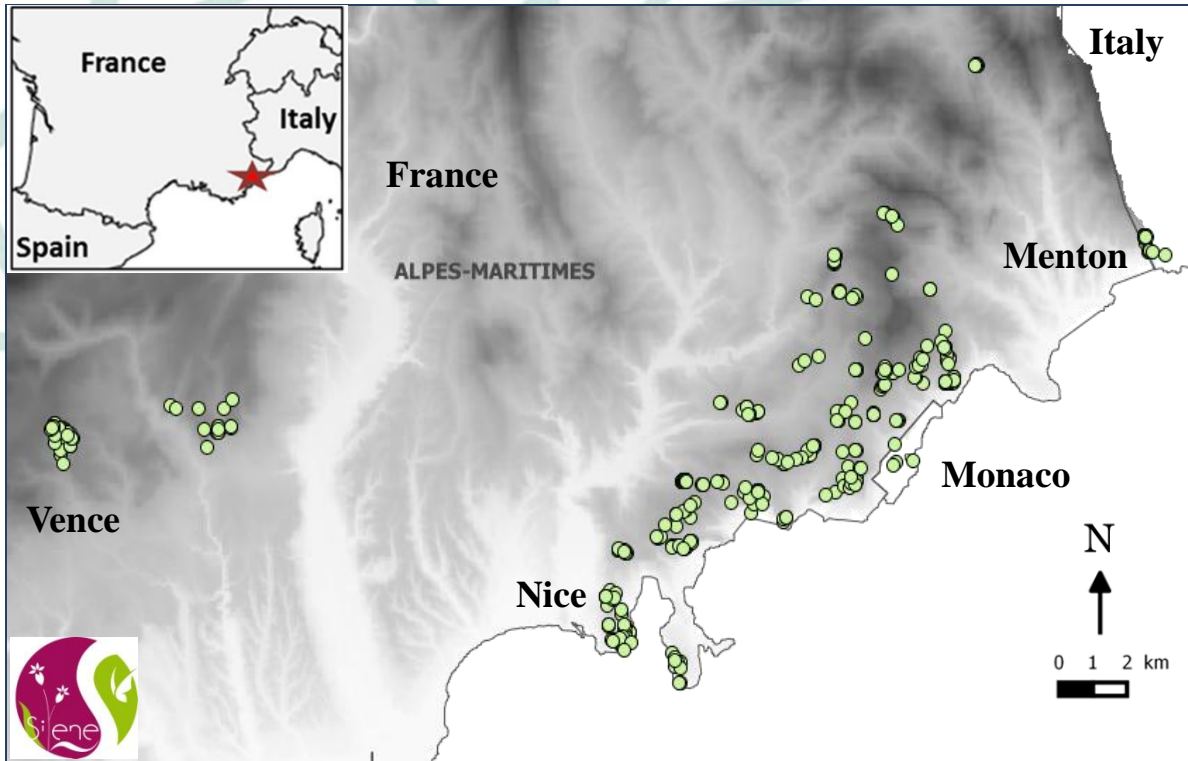 France
Italy
Spain
Italy
France
ALPES-MARITIMES
Menton
Monaco
Vence
Nice
N
0 1 2 km
Silene